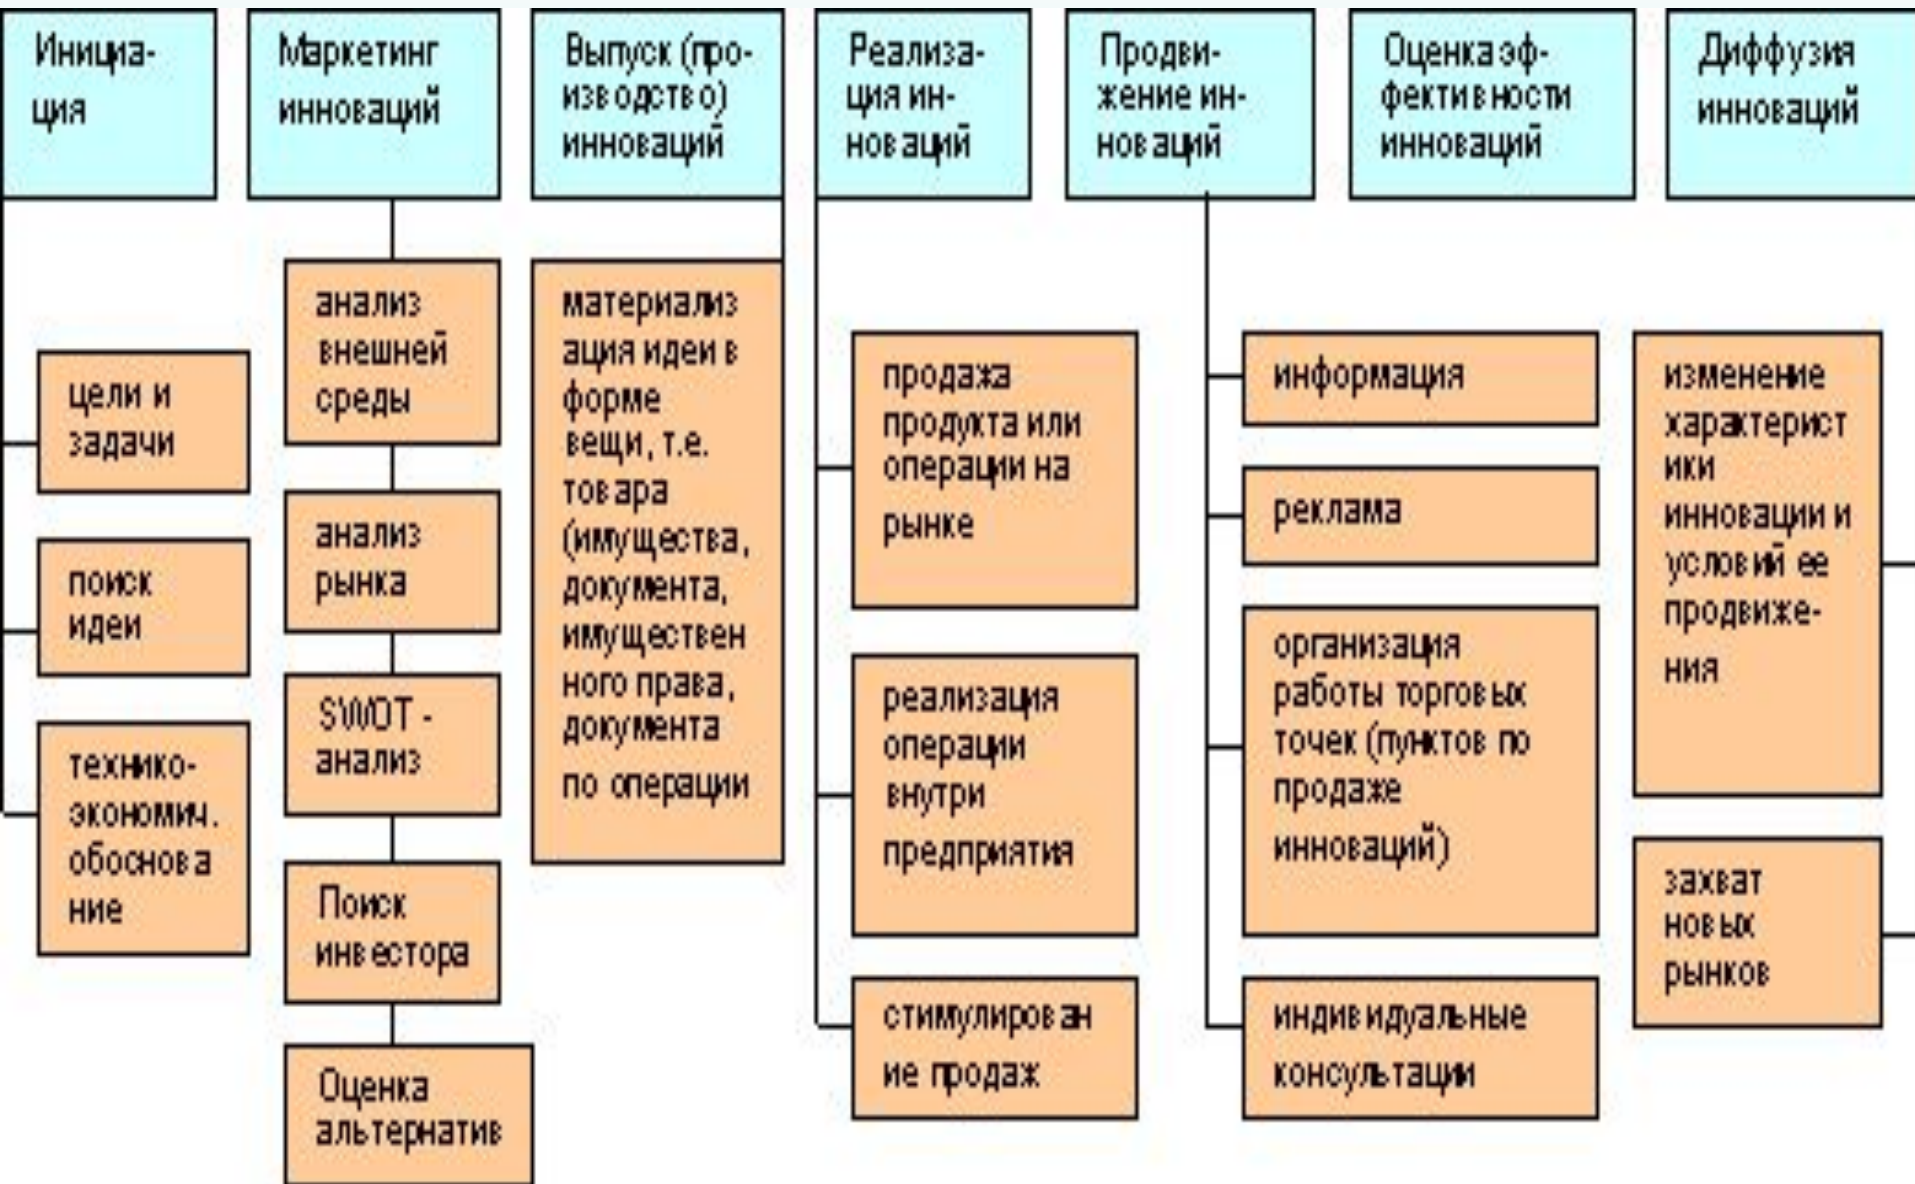 Инициа-
ция
Маркетинг
инноваций
Выпуск (про-
изводство)
инноваций
Реализа-
ция ин-
новаций
Продви-
жение ин-
новаций
Оценка эф-
фективности
инноваций
Диффузия
инноваций
цели и
задачи
поиск
идеи
технико-
экономич.
обоснова
ние
анализ
внешней
среды
анализ
рынка
SWOT -
анализ
Поиск
инвестора
Оценка
альтернатив
материализ
ация идеи в
форме
вещи, т.е.
товара
(имущества,
документа,
имуществен
ного права,
документа
по операции
продажа
продукта или
операции на
рынке
реализация
операции
внутри
предприятия
стимулирован
ие продаж
информация
реклама
организация
работы торговых
точек (пунктов по
продаже
инноваций)
индивидуальные
консультации
изменение
характерист
ики
инновации и
условий ее
продвиже-
ния
захват
новых
рынков